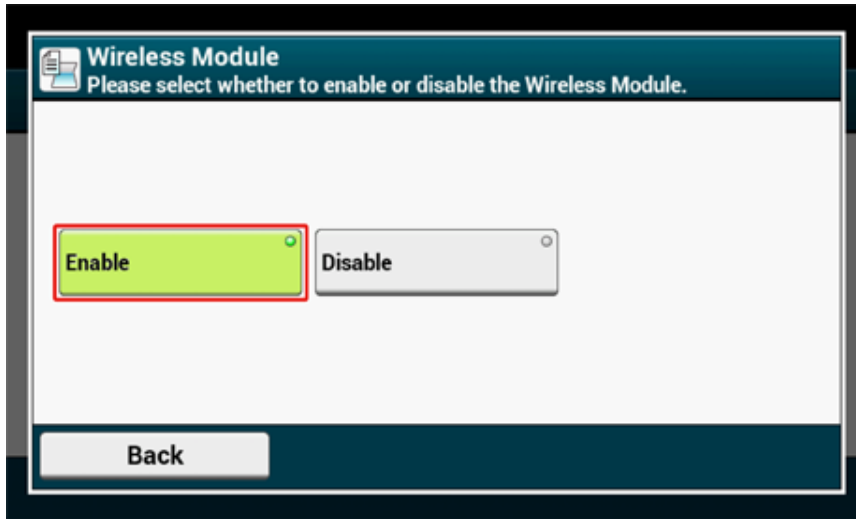 Wireless Module
Please select whether to enable or disable the Wireless Module.
Enable
Disable
Back